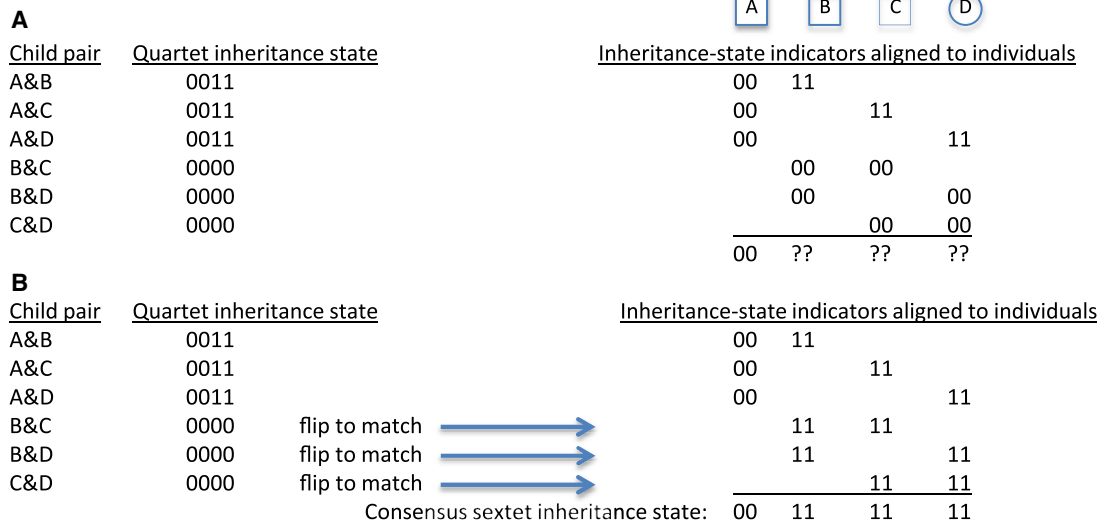 A
A B C D
Child pair Quartet inheritance state Inheritance-state indicators aligned to individuals
A&B 0011 00 11
A&C 0011 00 11
A&D 0011 00 11
B&C 0000 00 00
B&D 0000 00 00
C&D 0000 00 00
00 ?? ?? ??
B
Child pair Quartet inheritance state Inheritance-state indicators aligned to individuals
A&B 0011 00 11
A&C 0011 00 11
A&D 0011 00 11
B&C 0000 flip to match 11 11
B&D 0000 flip to match 11 11
C&D 0000 flip to match 11 11
Consensus sextet inheritance state: 00 11 11 11